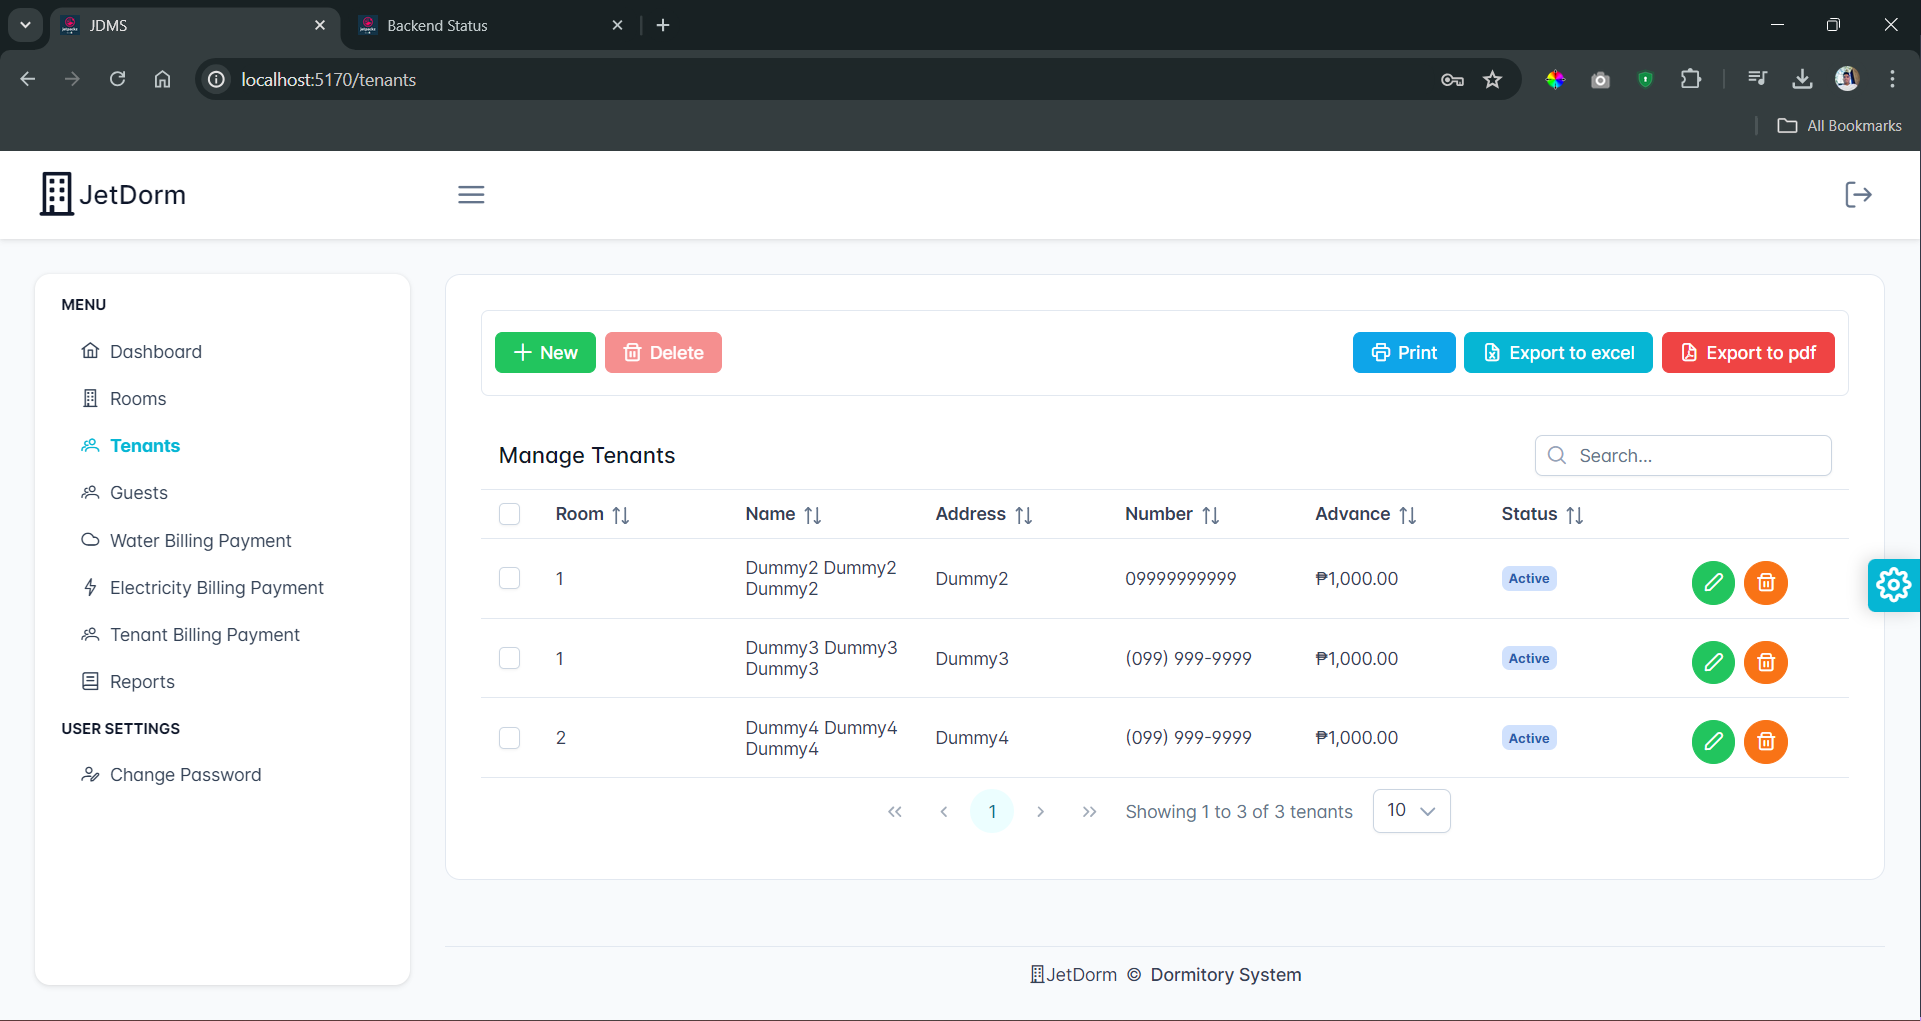 JDMS
Backend Status
localhost:5170/tenants
All Bookmarks
JetDorm
MENU
Dashboard
Rooms
Tenants
Guests
Water Billing Payment
Electricity Billing Payment
Tenant Billing Payment
Reports
USER SETTINGS
Change Password
New Delete Print Export to excel Export to pdf
Manage Tenants Search...
Room Name Address Number Advance Status
1 Dummy2 Dummy2 Dummy2 09999999999 ₱1,000.00 Active
Dummy2
1 Dummy3 Dummy3 Dummy3 (099) 999-9999 ₱1,000.00 Active
Dummy3
2 Dummy4 Dummy4 Dummy4 (099) 999-9999 ₱1,000.00 Active
Dummy4
1 Showing 1 to 3 of 3 tenants 10
JetDorm © Dormitory System